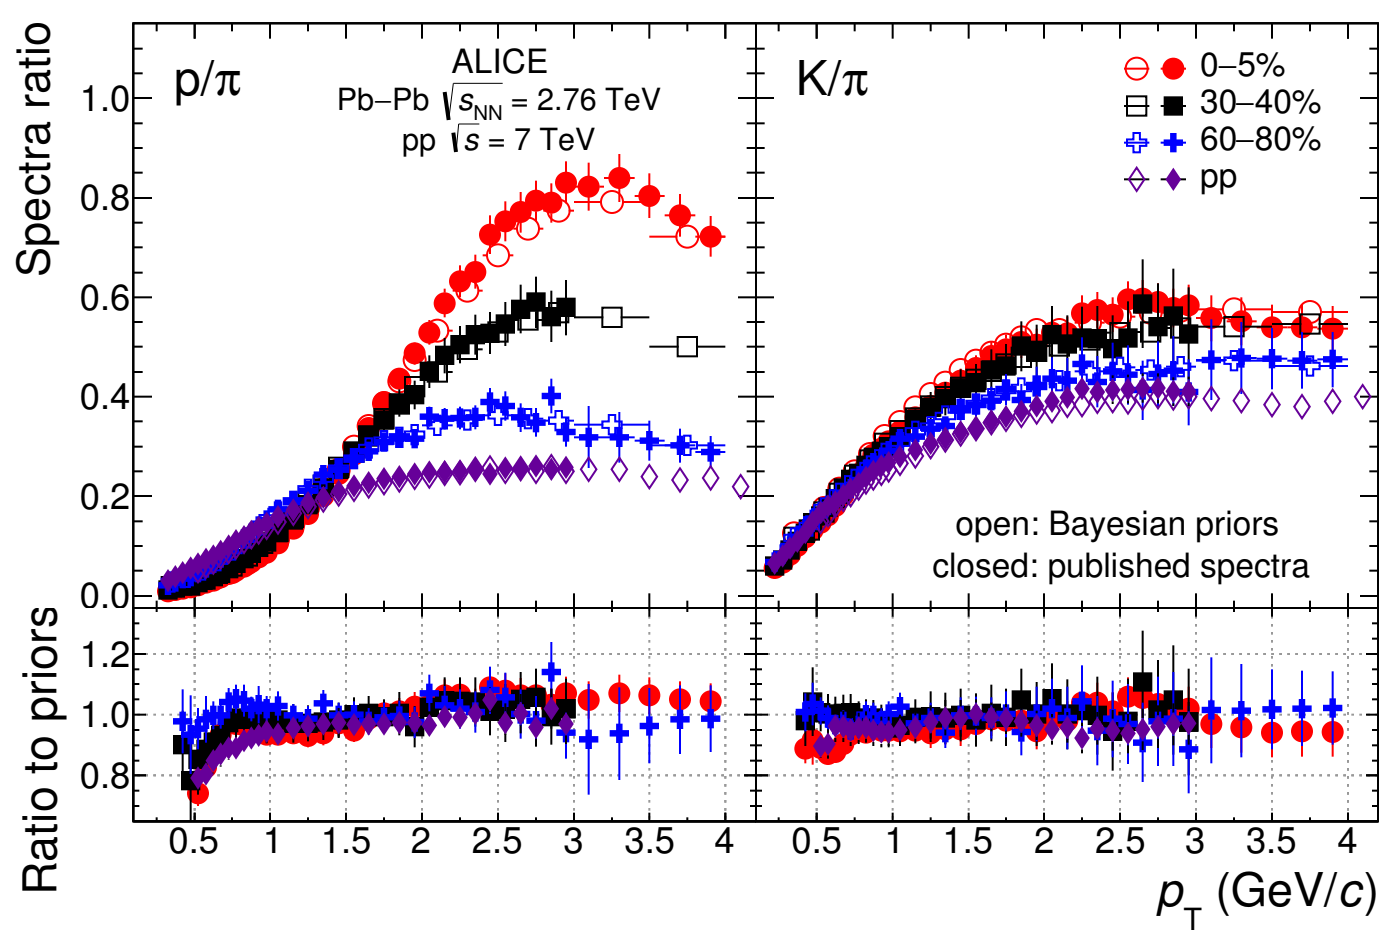 Spectra ratio
1.0
0.8
0.6
0.4
0.2
0.0
p/π
ALICE
Pb−Pb √sNN = 2.76 TeV
pp √s = 7 TeV
K/π
0−5%
30−40%
60−80%
pp
open: Bayesian priors
closed: published spectra
Ratio to priors
1.2
1.0
0.8
0.5 1 1.5 2 2.5 3 3.5 4
0.5 1 1.5 2 2.5 3 3.5 4
pT (GeV/c)